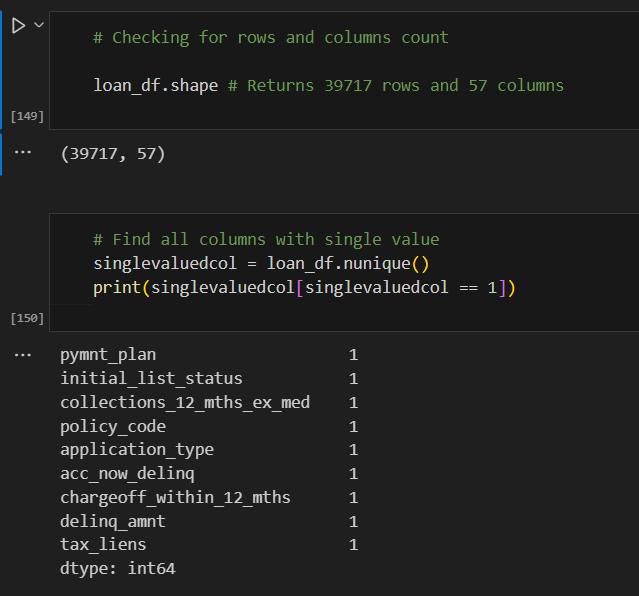 # Checking for rows and columns count
loan_df.shape # Returns 39717 rows and 57 columns
[149]
(39717, 57)
# Find all columns with single value
singlevaluedcol = loan_df.nunique()
print(singlevaluedcol[singlevaluedcol == 1])
[150]
pymnt_plan 1
initial_list_status 1
collections_12_mths_ex_med 1
policy_code 1
application_type 1
acc_now_delinq 1
chargeoff_within_12_mths 1
delinq_amnt 1
tax_liens 1
dtype: int64